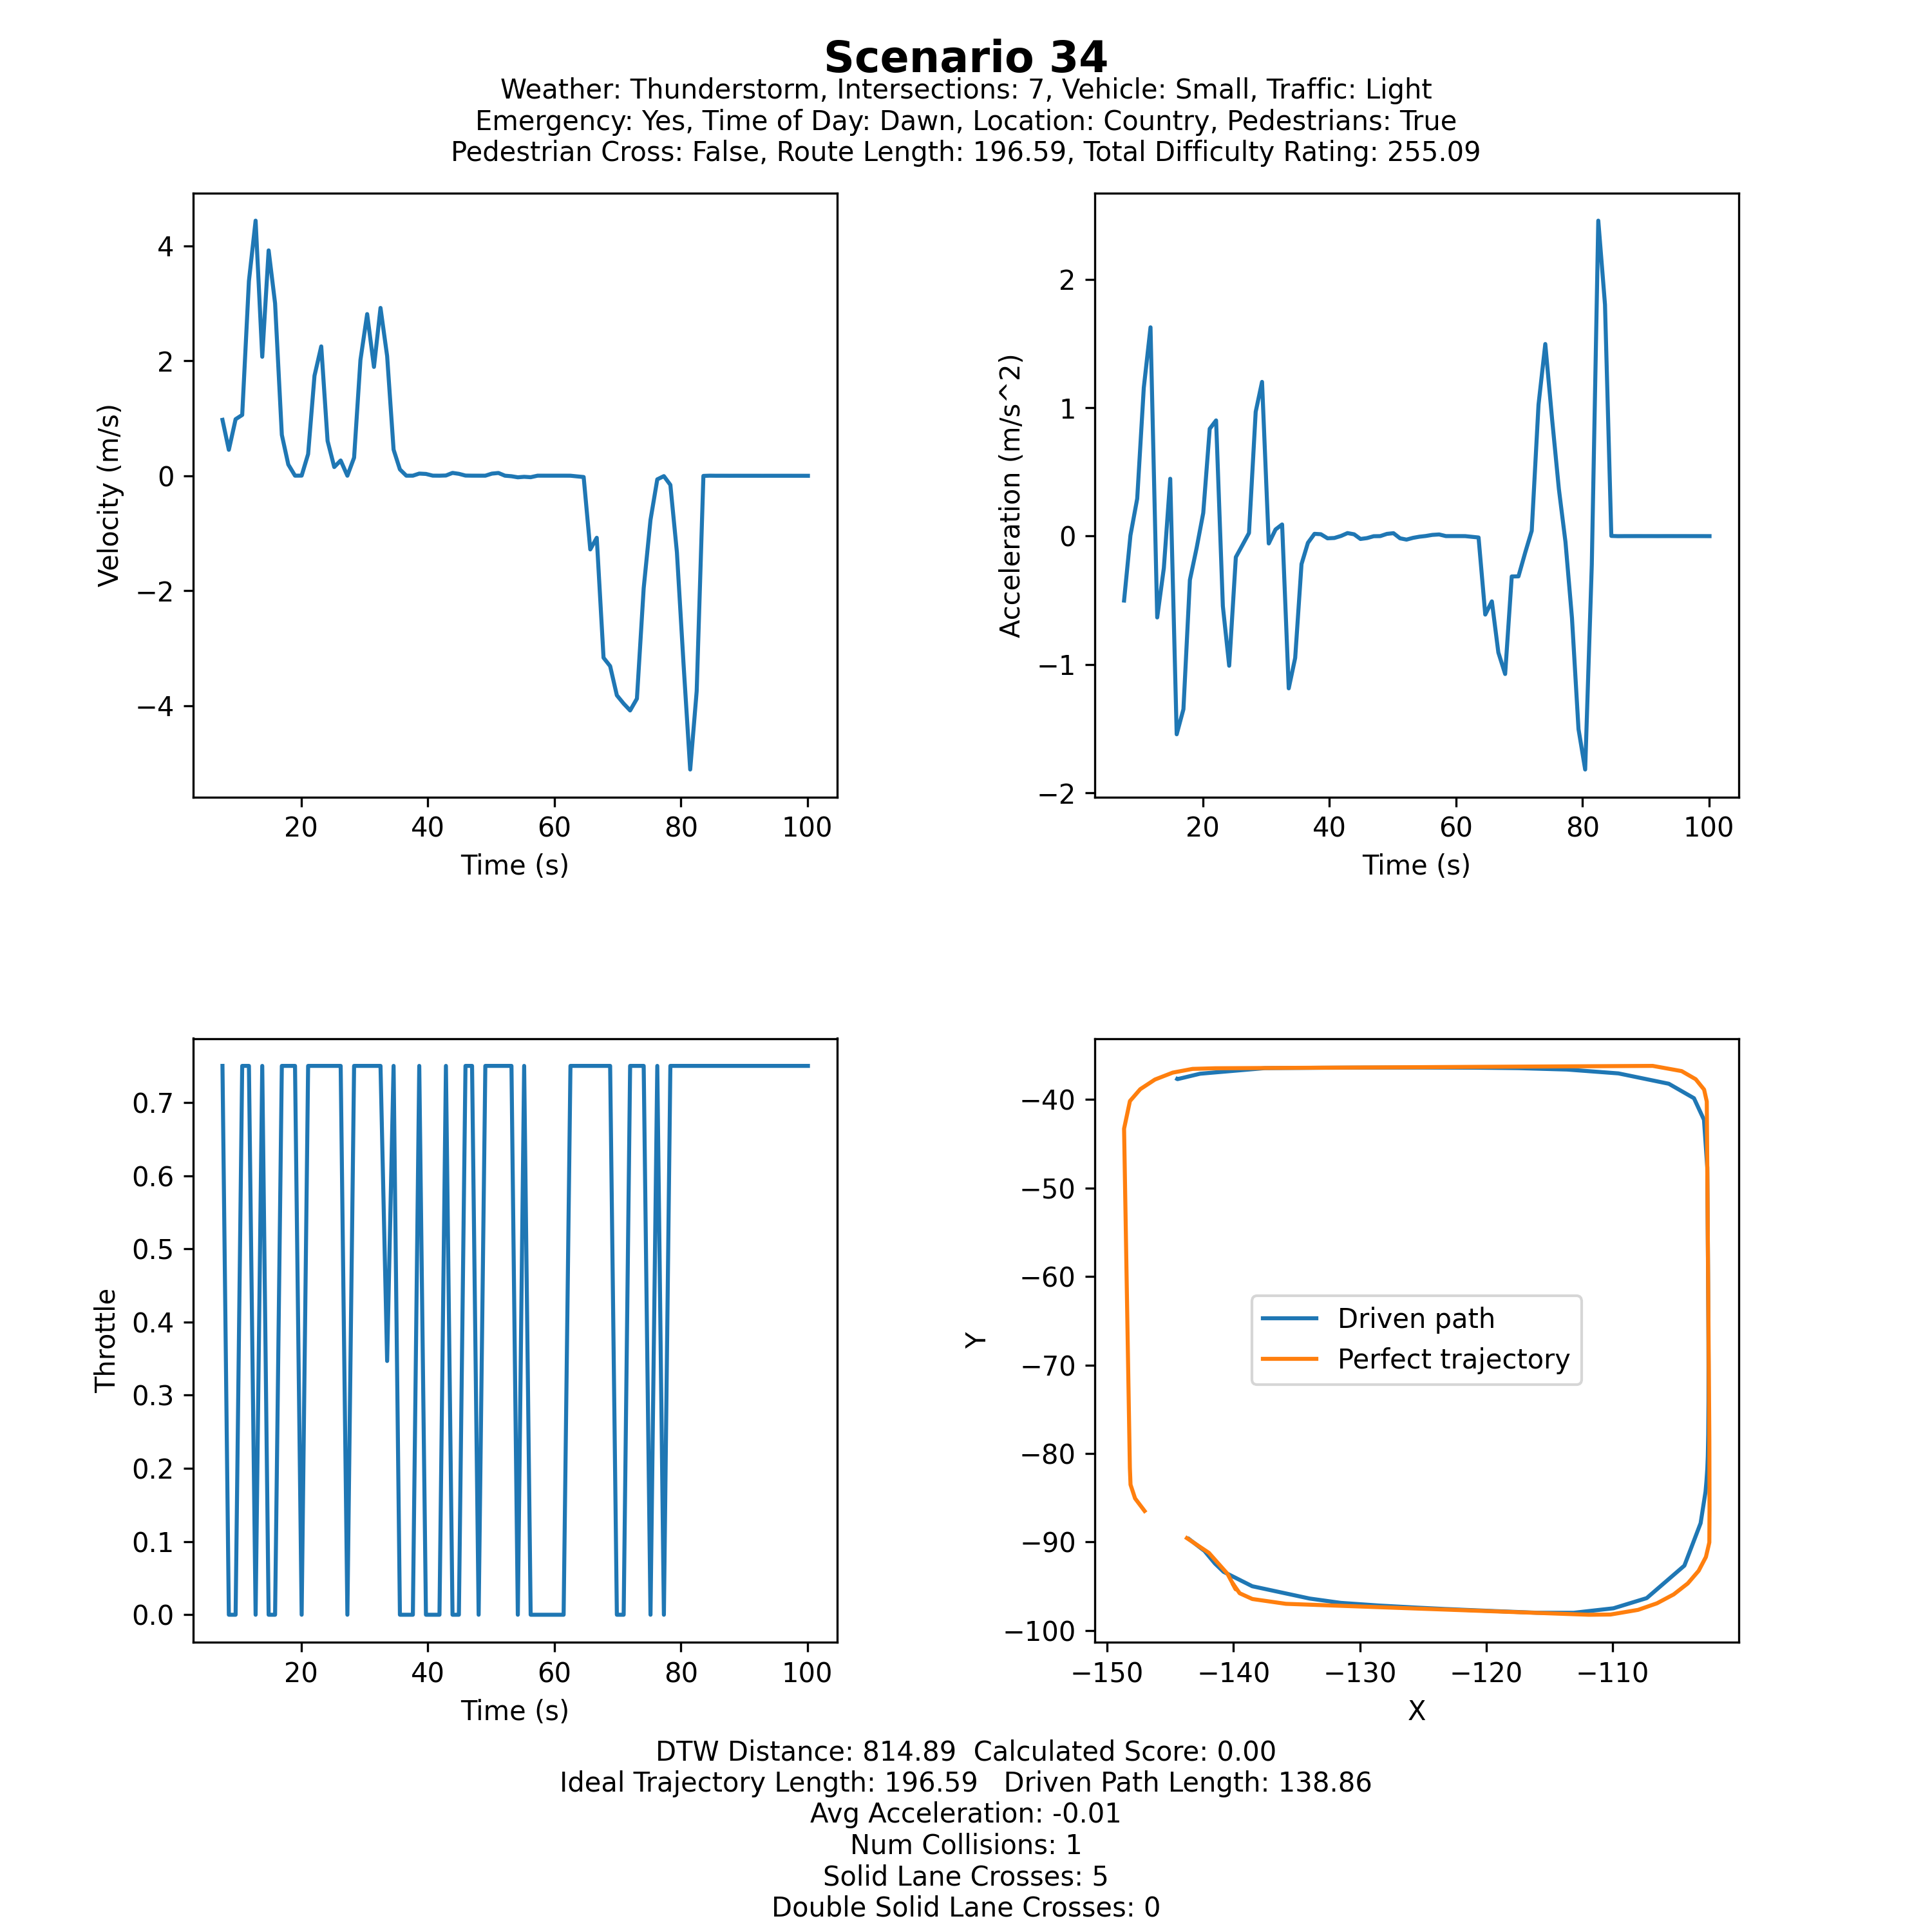 Scenario 34
Weather: Thunderstorm, Intersections: 7, Vehicle: Small, Traffic: Light
Emergency: Yes, Time of Day: Dawn, Location: Country, Pedestrians: True
Pedestrian Cross: False, Route Length: 196.59, Total Difficulty Rating: 255.09
Velocity (m/s)
4
2
0
−2
−4
20 40 60 80 100
Time (s)
Acceleration (m/s^2)
2
1
0
−1
−2
20 40 60 80 100
Time (s)
Throttle
0.7
0.6
0.5
0.4
0.3
0.2
0.1
0.0
20 40 60 80 100
Time (s)
Y
−40
−50
−60
−70
−80
−90
−100
Driven path
Perfect trajectory
−150 −140 −130 −120 −110
X
DTW Distance: 814.89 Calculated Score: 0.00
Ideal Trajectory Length: 196.59 Driven Path Length: 138.86
Avg Acceleration: -0.01
Num Collisions: 1
Solid Lane Crosses: 5
Double Solid Lane Crosses: 0